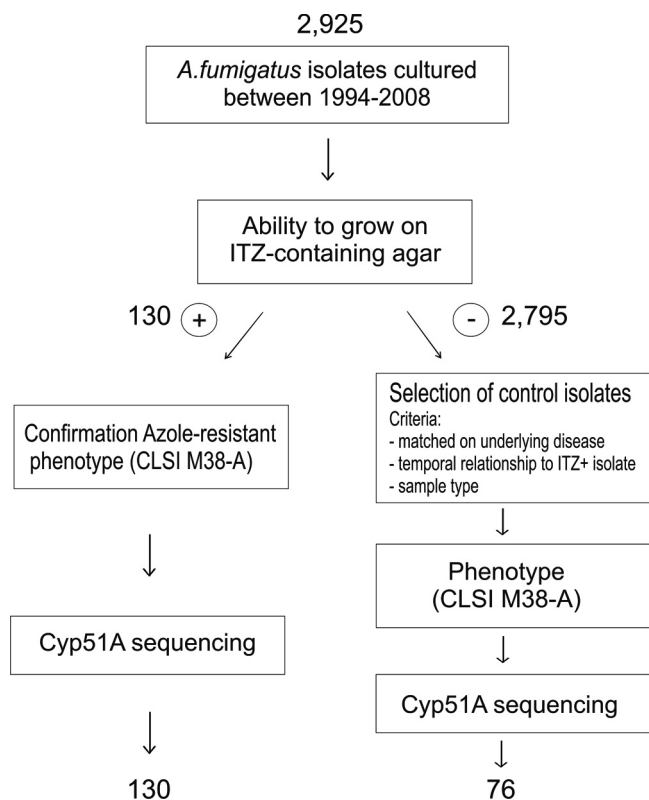 2,925
A.fumigatus isolates cultured
between 1994-2008
Ability to grow on
ITZ-containing agar
130 +
- 2,795
Confirmation Azole-resistant
phenotype (CLSI M38-A)
Cyp51A sequencing
130
Selection of control isolates
Criteria:
- matched on underlying disease
- temporal relationship to ITZ+ isolate
- sample type
Phenotype
(CLSI M38-A)
Cyp51A sequencing
76